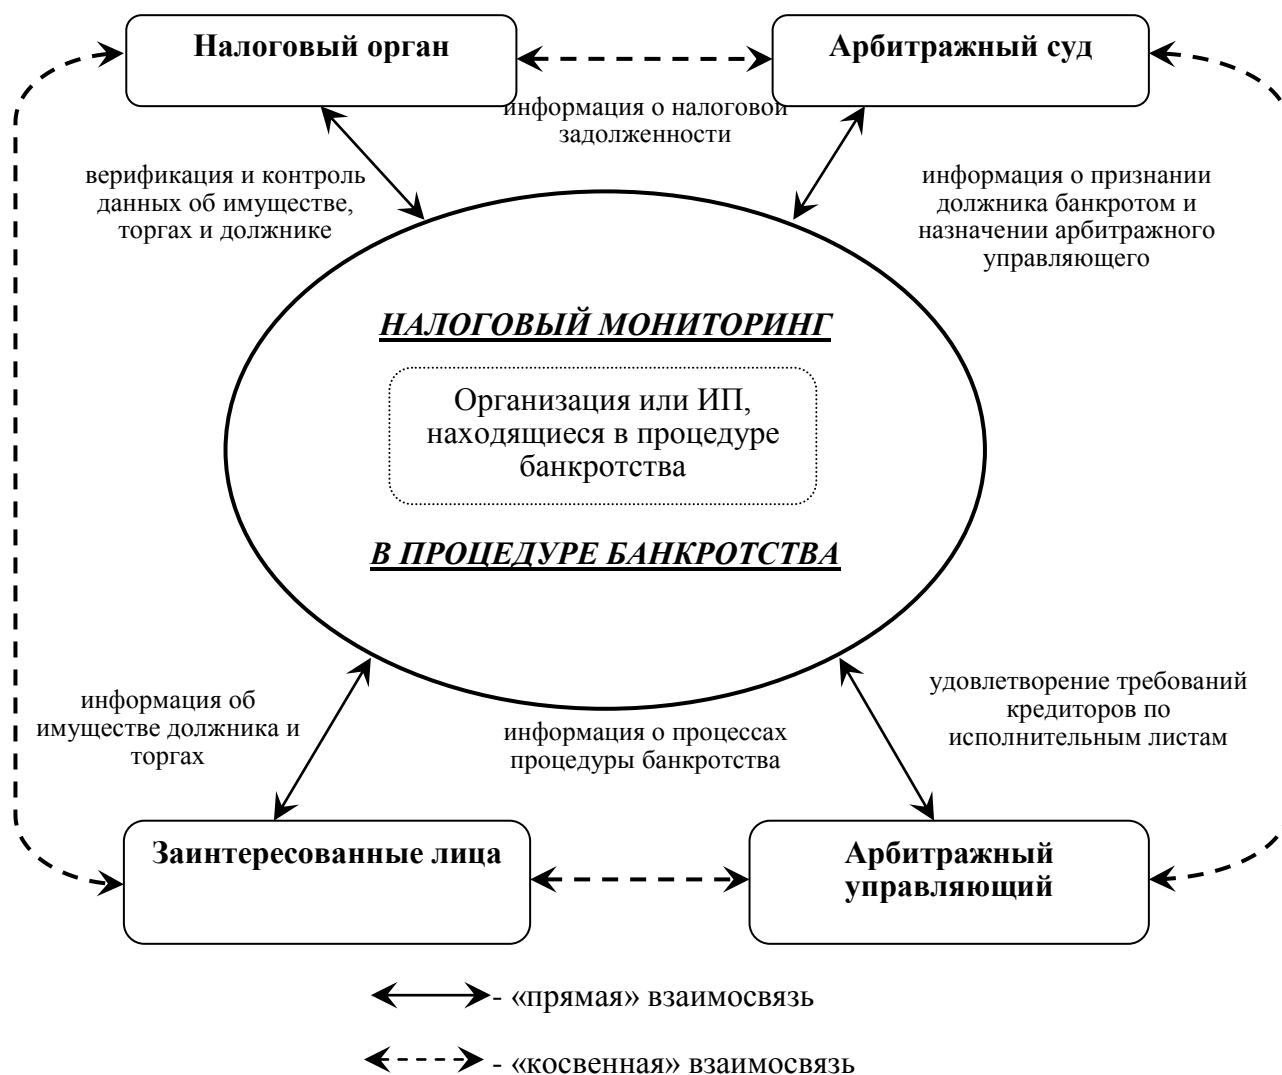 Налоговый орган
Арбитражный суд
информация о налоговой
задолженности
верификация и контроль
данных об имуществе,
торгах и должнике
информация о признании
должника банкротом и
назначении арбитражного
управляющего
НАЛОГОВЫЙ МОНИТОРИНГ
Организация или ИП,
находящиеся в процедуре
банкротства
В ПРОЦЕДУРЕ БАНКРОТСТВА
информация об
имуществе должника и
торгах
информация о процессах
процедуры банкротства
удовлетворение требований
кредиторов по
исполнительным листам
Заинтересованные лица
Арбитражный
управляющий
- «прямая» взаимосвязь
- «косвенная» взаимосвязь